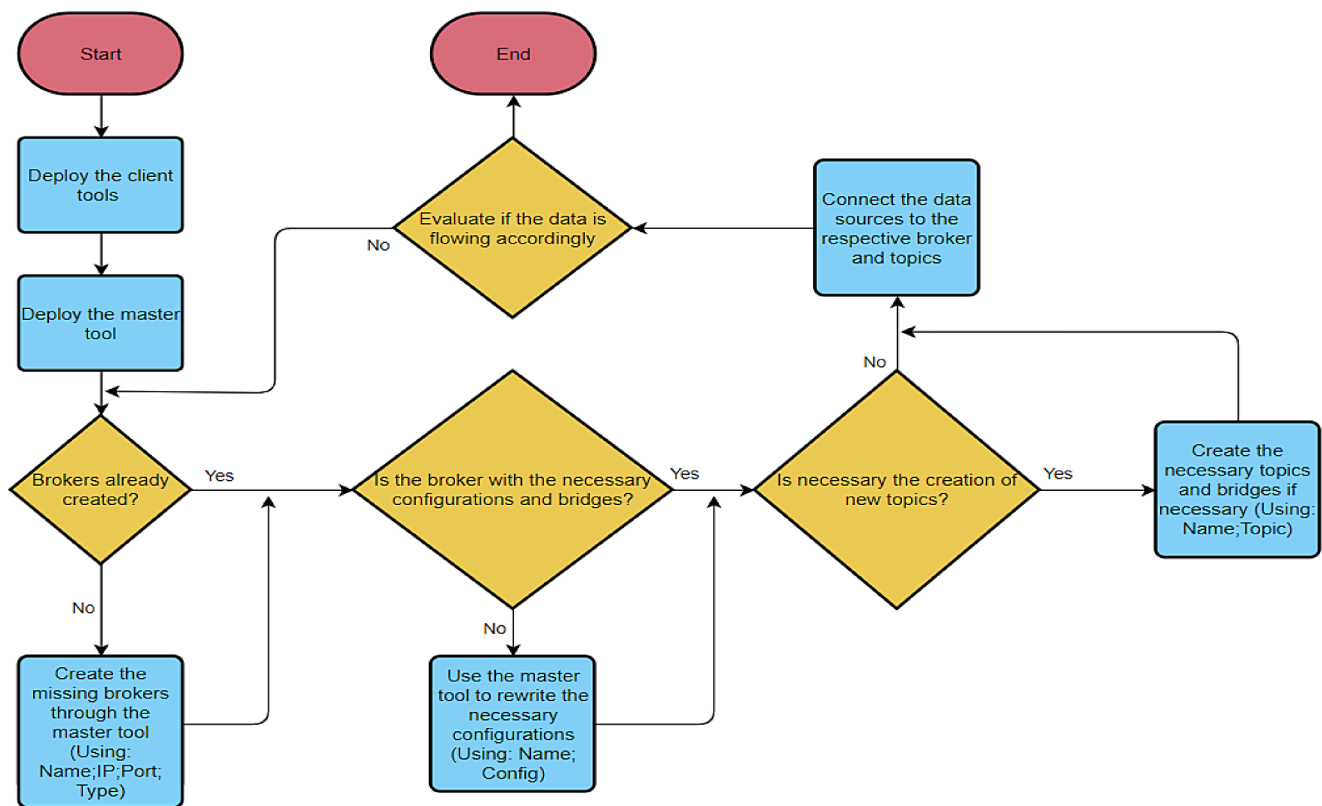 Start
End
Deploy the client
tools
Deploy the master
tool
Evaluate if the data is
flowing accordingly
No
Connect the data
sources to the
respective broker
and topics
No
Brokers already
created?
Yes
Is the broker with the necessary
configurations and bridges?
Yes
Is necessary the creation of
new topics?
Yes
Create the
necessary topics
and bridges if
necessary (Using:
Name;Topic)
No
Create the
missing brokers
through the
master tool
(Using:
Name;IP;Port;
Type)
No
Use the master
tool to rewrite the
necessary
configurations
(Using: Name;
Config)